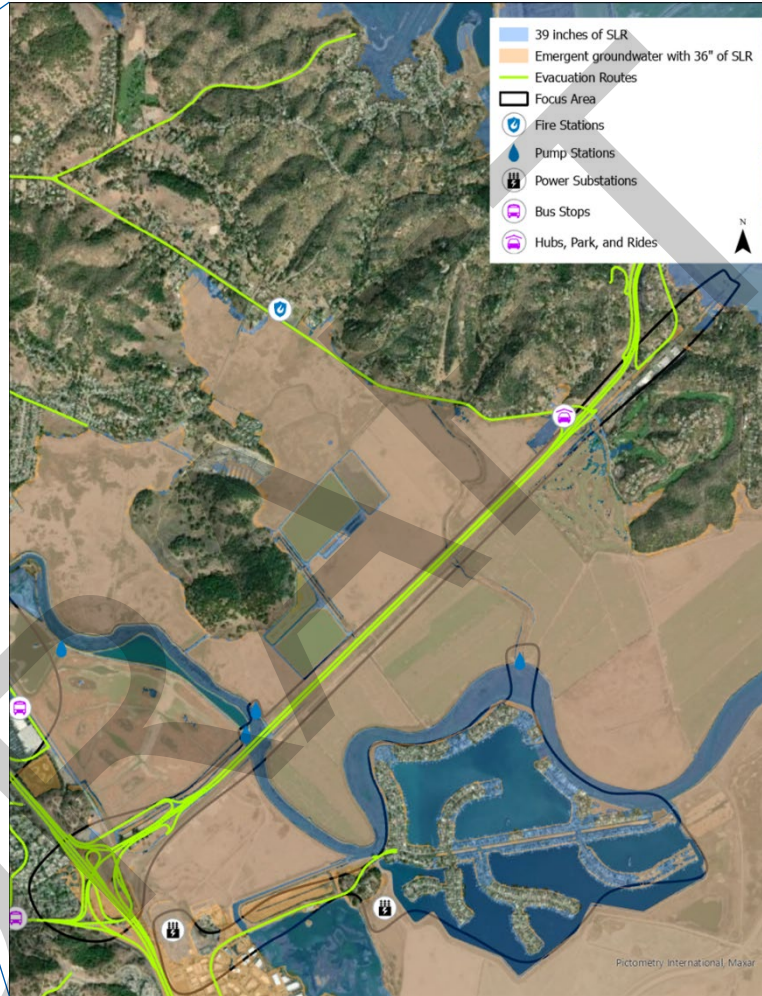 39 inches of SLR
Emergent groundwater with 36" of SLR
Evacuation Routes
Focus Area
Fire Stations
Pump Stations
Power Substations
Bus Stops
Hubs, Park, and Rides
N
DRAFT
Pictometry International, Maxar